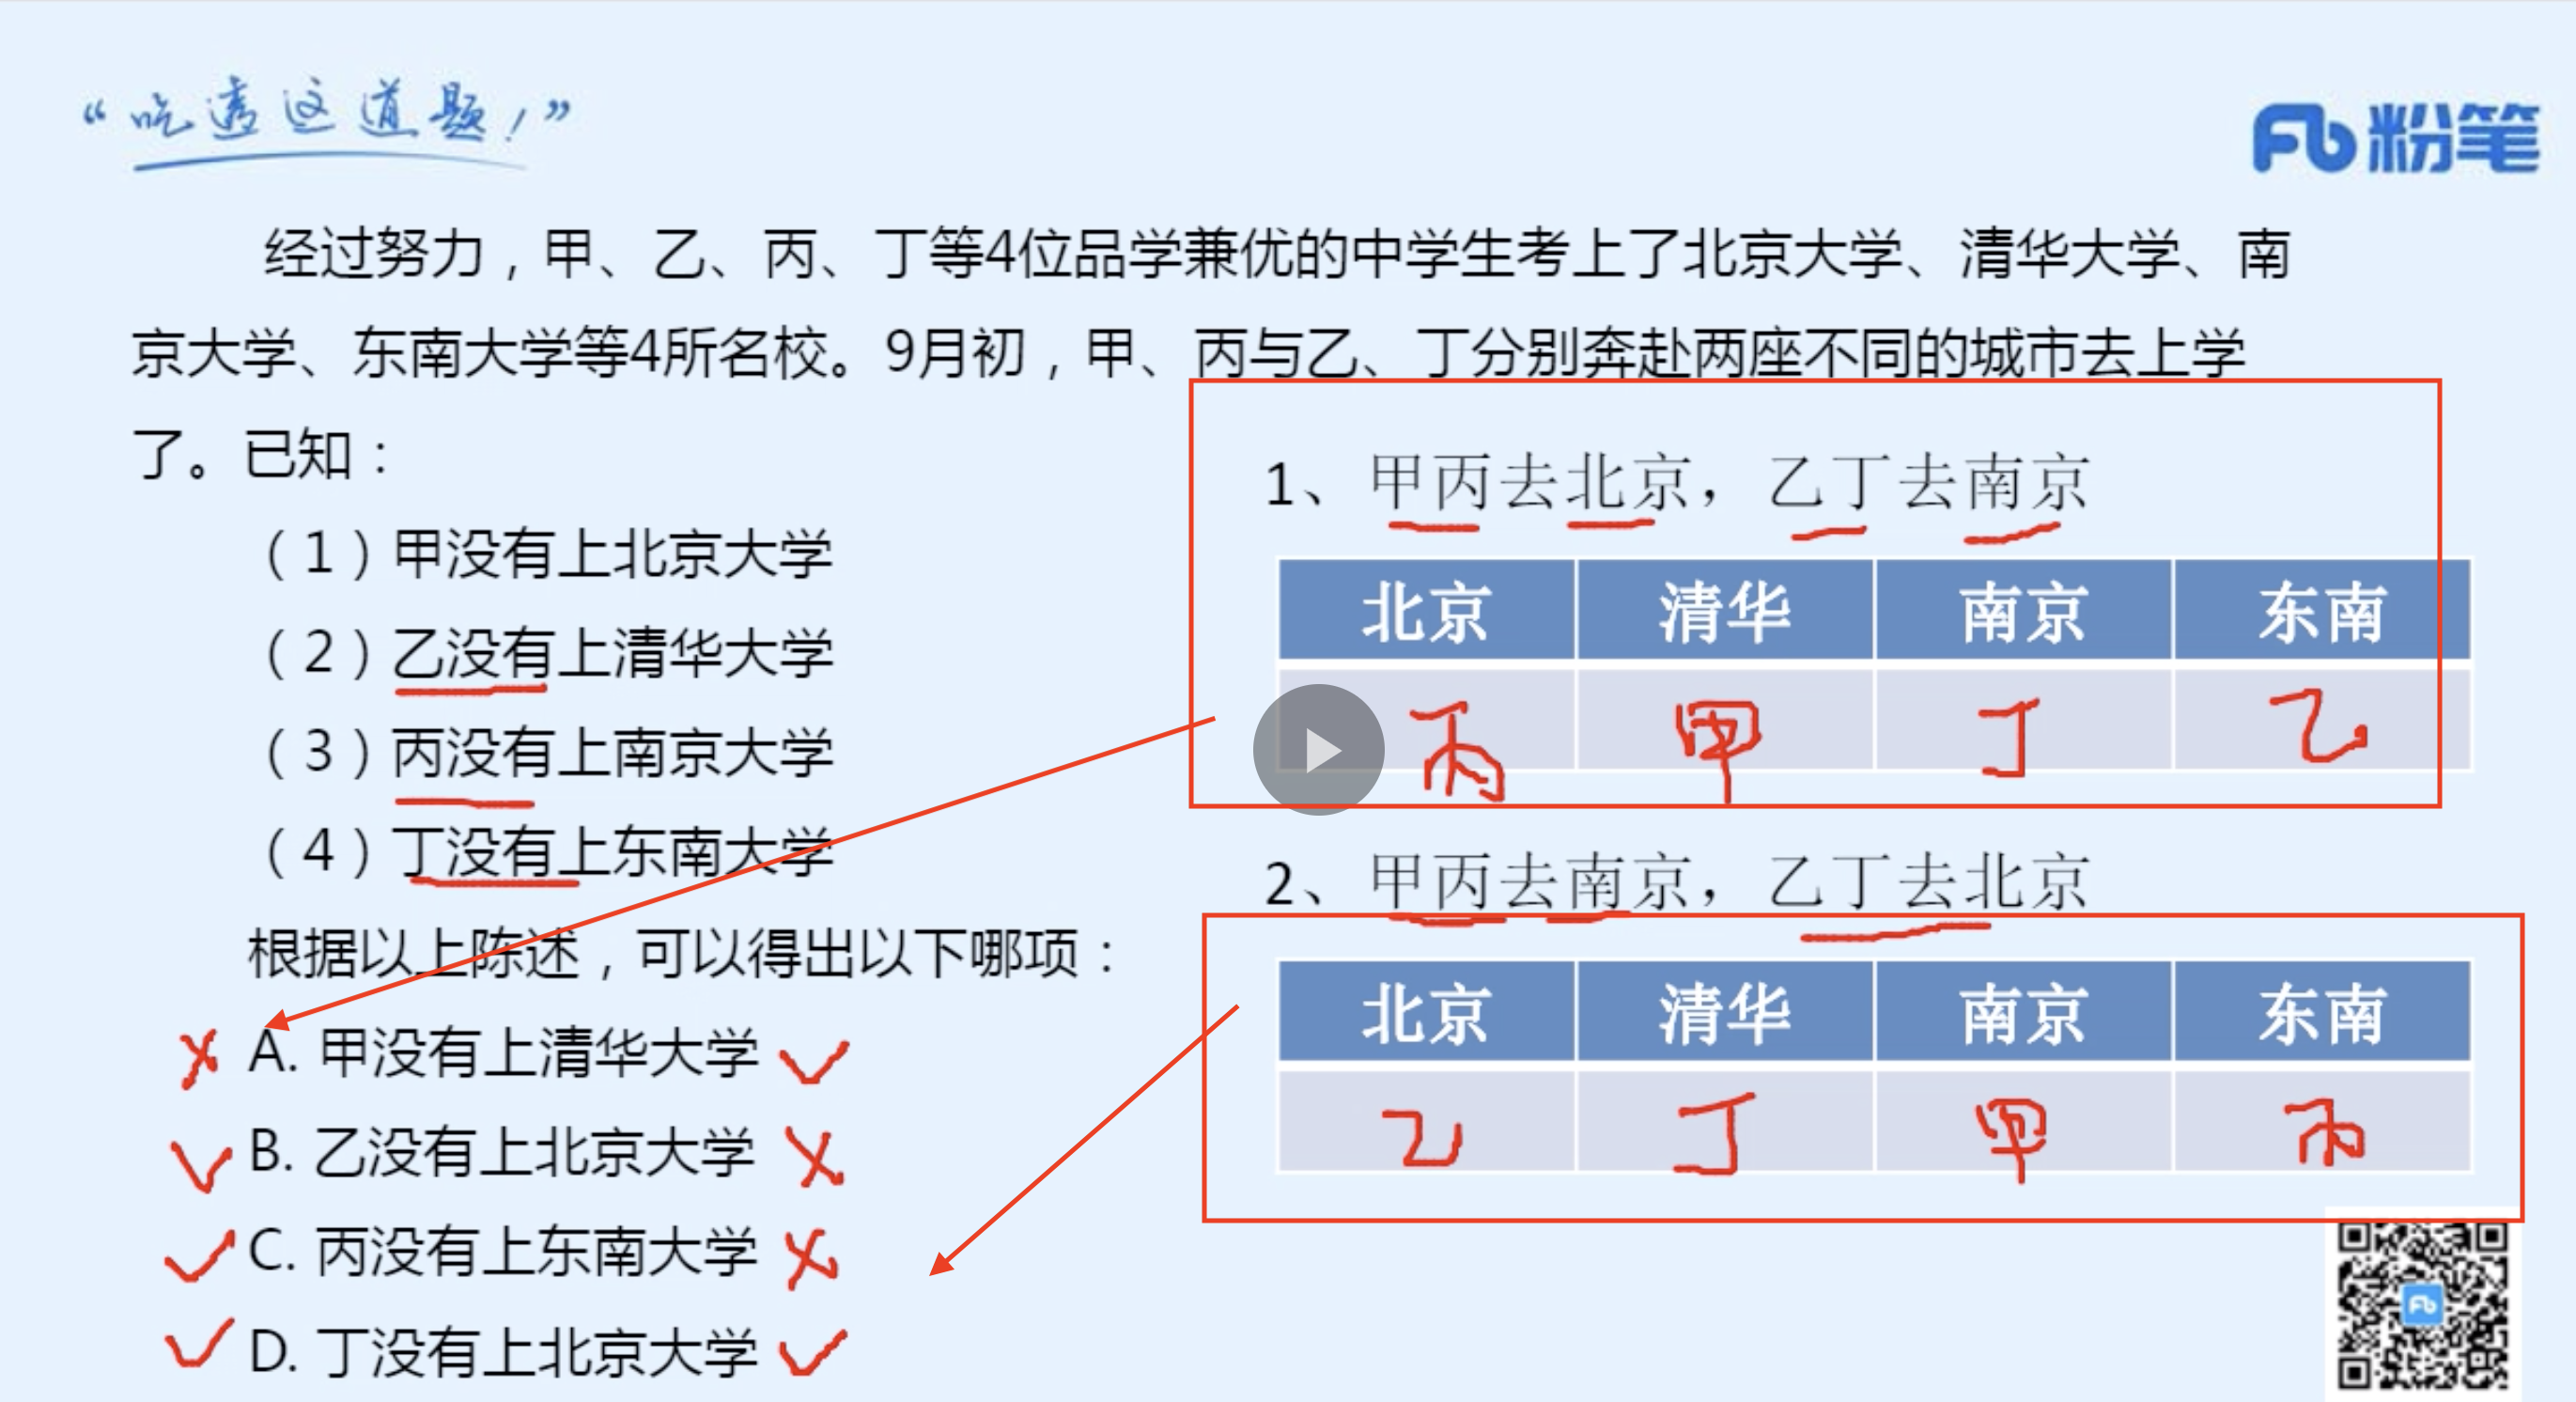 “吃透这道题！”
粉笔
经过努力，甲、乙、丙、丁等4位品学兼优的中学生考上了北京大学、清华大学、南
京大学、东南大学等4所名校。9月初，甲、丙与乙、丁分别奔赴两座不同的城市去上学
了。已知：
（1）甲没有上北京大学
（2）乙没有上清华大学
（3）丙没有上南京大学
（4）丁没有上东南大学
根据以上陈述，可以得出以下哪项：
A. 甲没有上清华大学
B. 乙没有上北京大学
C. 丙没有上东南大学
D. 丁没有上北京大学
1、甲丙去北京，乙丁去南京
北京 清华 南京 东南
丙 甲 丁 乙
2、甲丙去南京，乙丁去北京
北京 清华 南京 东南
乙 丁 甲 丙